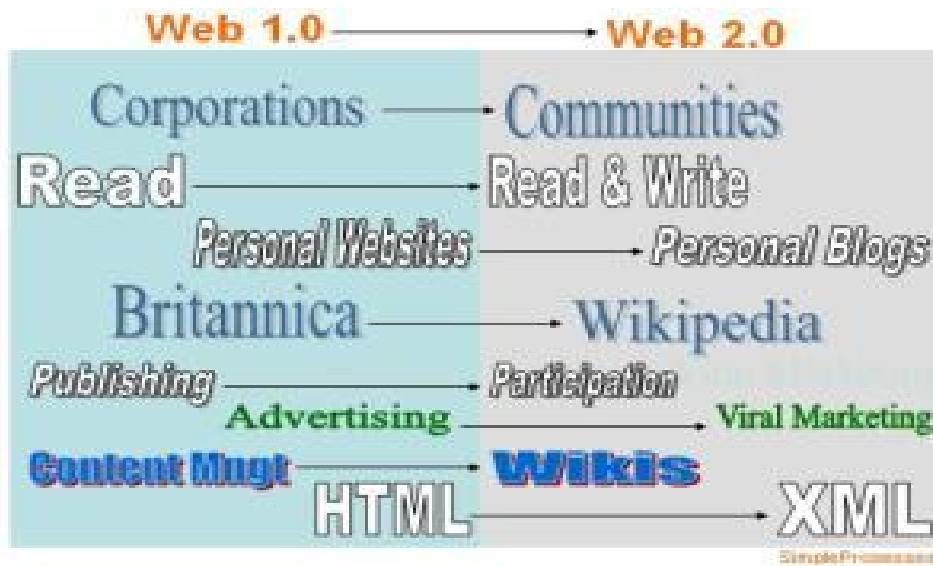 Web 1.0 Web 2.0
Corporations Communities
Read Read & Write
Personal Websites Personal Blogs
Britannica Wikipedia
Publishing Participation
Advertising Viral Marketing
Content Mngt Wikis
HTML XML